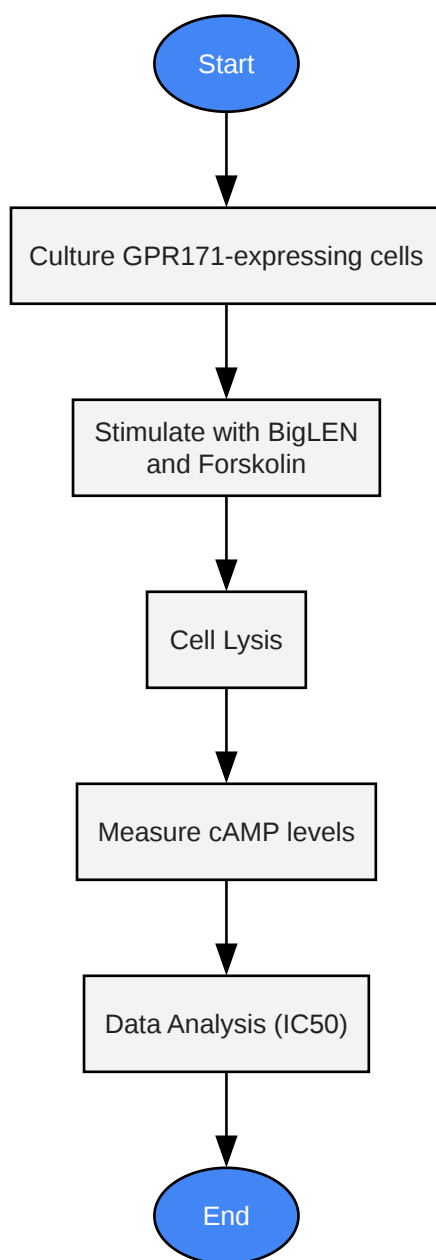 Start
Culture GPR171-expressing cells
Stimulate with BigLEN
and Forskolin
Cell Lysis
Measure cAMP levels
Data Analysis (IC50)
End